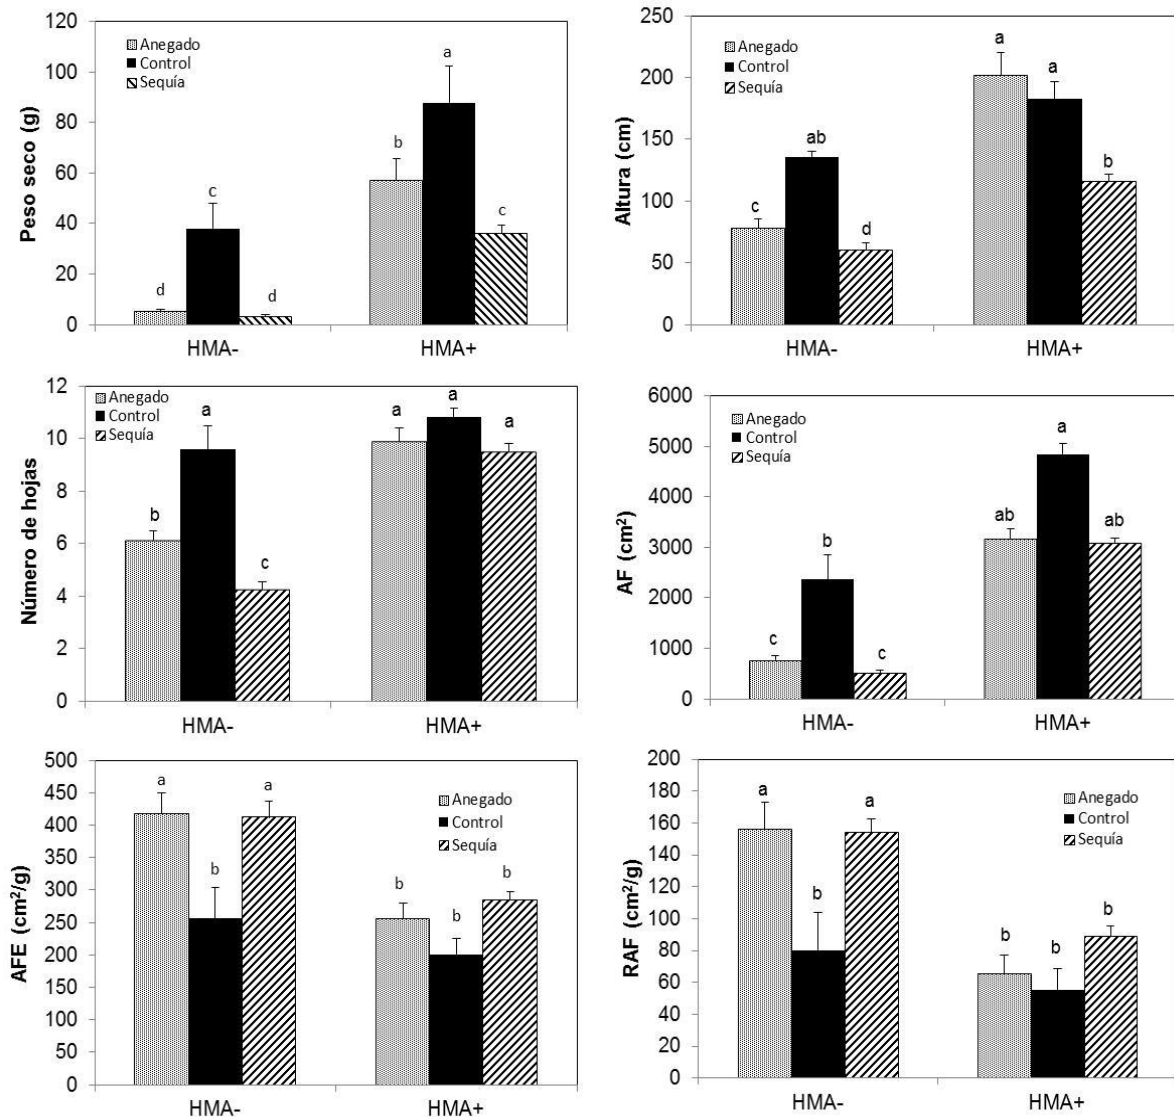 Peso seco (g)
120
100
80
60
40
20
0
Anegado
Control
Sequía
d
c
d
b
a
c
HMA-
HMA+
Altura (cm)
250
200
150
100
50
0
Anegado
Control
Sequía
c
ab
d
a
a
b
HMA-
HMA+
Número de hojas
12
10
8
6
4
2
0
Anegado
Control
Sequía
b
a
c
a
a
a
HMA-
HMA+
AF (cm²)
6000
5000
4000
3000
2000
1000
0
Anegado
Control
Sequía
c
b
c
ab
a
ab
HMA-
HMA+
AFE (cm²/g)
500
450
400
350
300
250
200
150
100
50
0
Anegado
Control
Sequía
a
b
a
b
b
b
HMA-
HMA+
RAF (cm²/g)
200
180
160
140
120
100
80
60
40
20
0
Anegado
Control
Sequía
a
b
a
b
b
b
HMA-
HMA+